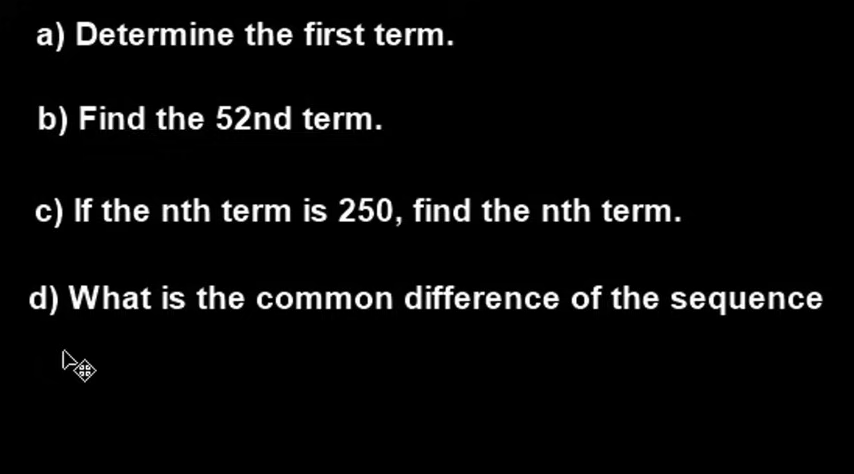 a) Determine the first term.
b) Find the 52nd term.
c) If the nth term is 250, find the nth term.
d) What is the common difference of the sequence